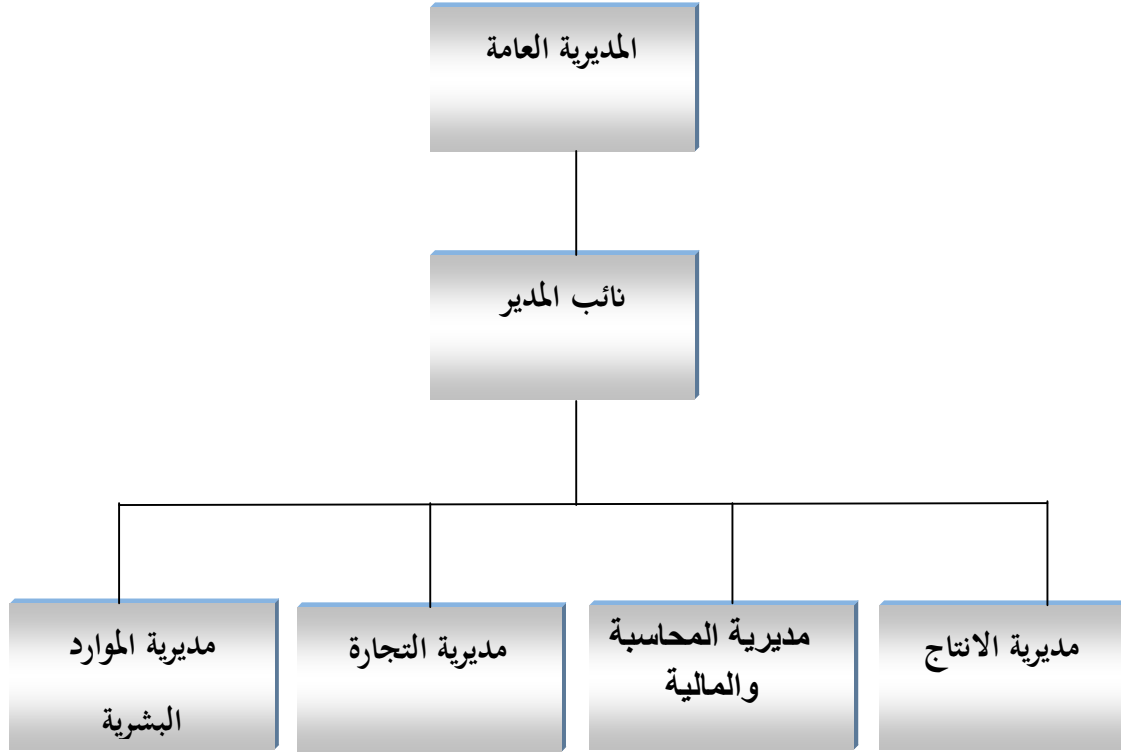 المديرية العامة
نائب المدير
مديرية الانتاج
مديرية المحاسبة
والمالية
مديرية التجارة
مديرية الموارد
البشرية